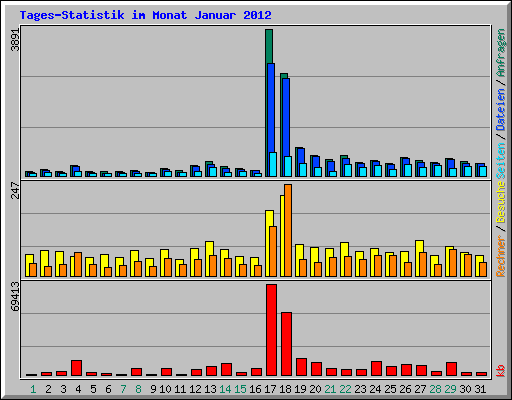 Tages-Statistik im Monat Januar 2012
3891
247
69413
Rechner / Besuche Seiten / Dateien / Anfragen
kb
1 2 3 4 5 6 7 8 9 10 11 12 13 14 15 16 17 18 19 20 21 22 23 24 25 26 27 28 29 30 31